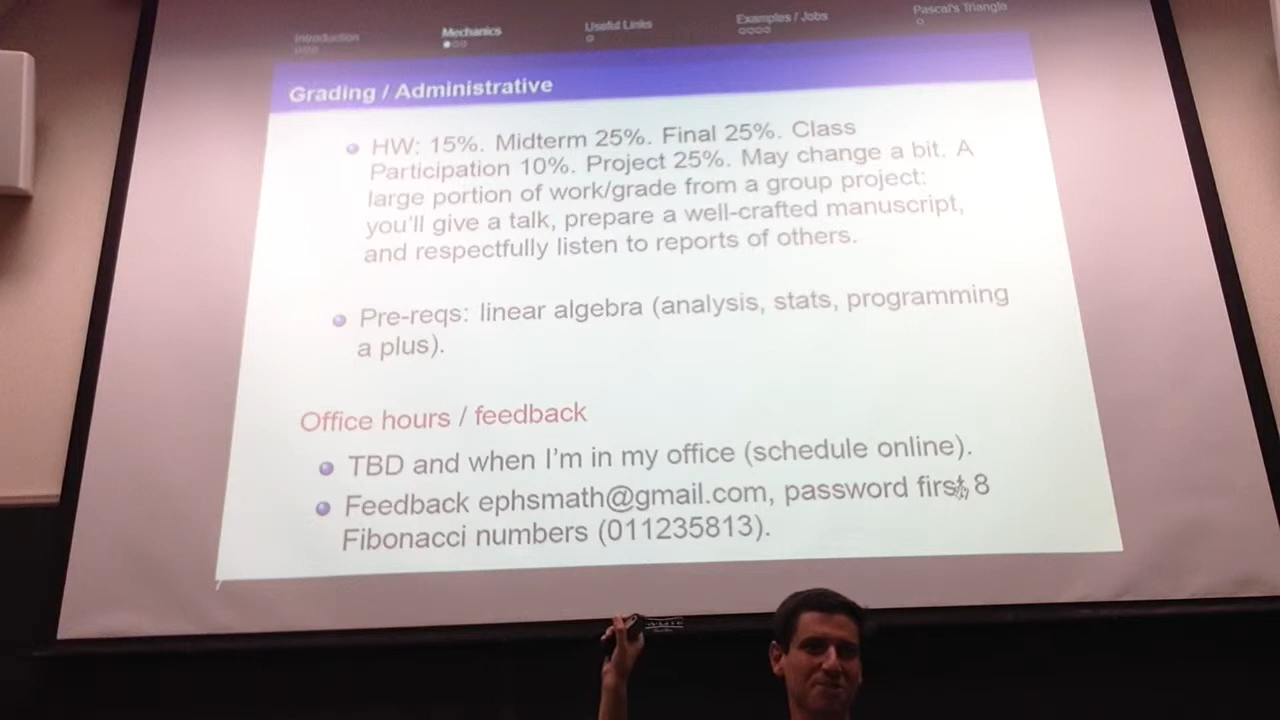 Introduction Mechanics Useful Links Examples / Jobs Pascal's Triangle
Grading / Administrative
HW: 15%. Midterm 25%. Final 25%. Class
Participation 10%. Project 25%. May change a bit. A
large portion of work/grade from a group project:
you'll give a talk, prepare a well-crafted manuscript,
and respectfully listen to reports of others.
Pre-reqs: linear algebra (analysis, stats, programming
a plus).
Office hours / feedback
TBD and when I'm in my office (schedule online).
Feedback ephsmath@gmail.com, password first 8
Fibonacci numbers (011235813).